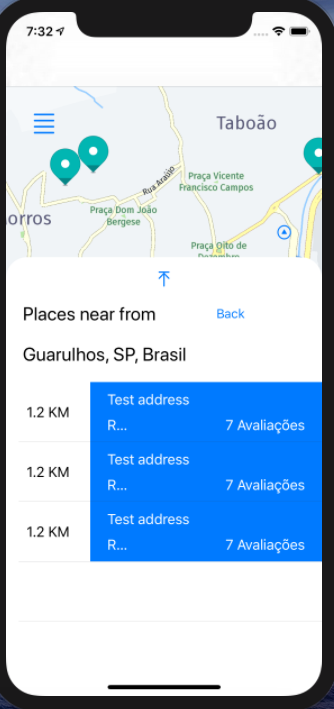 7:32
Taboão
Praça Vicente
Francisco Campos
Rua Araújo
Praça Dom João
Bergese
orros
Praça Oito de
Dezembro
Places near from
Back
Guarulhos, SP, Brasil
1.2 KM
Test address
R...
7 Avaliações
1.2 KM
Test address
R...
7 Avaliações
1.2 KM
Test address
R...
7 Avaliações